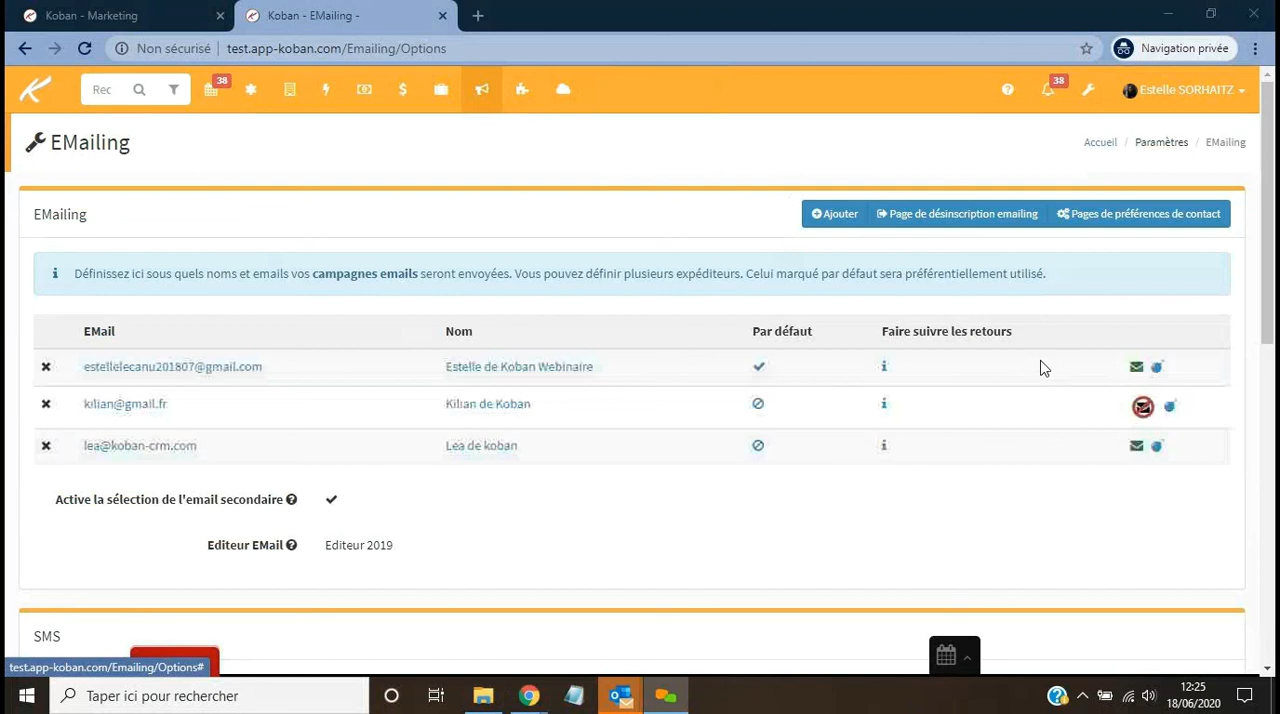 Koban - Marketing
Koban - EMailing -
Non sécurisé
test.app-koban.com/Emailing/Options
Navigation privée
Rec
38
38
Estelle SORHAITZ
EMailing
Accueil / Paramètres / EMailing
EMailing
Ajouter
Page de désinscription emailing
Pages de préférences de contact
Définissez ici sous quels noms et emails vos campagnes emails seront envoyées. Vous pouvez définir plusieurs expéditeurs. Celui marqué par défaut sera préférentiellement utilisé.
EMail Nom Par défaut Faire suivre les retours
estellelecanu201807@gmail.com Estelle de Koban Webinaire
kilian@gmail.fr Kilian de Koban
lea@koban-crm.com Lea de koban
Active la sélection de l'email secondaire
Editeur EMail Editeur 2019
SMS
test.app-koban.com/Emailing/Options#
Taper ici pour rechercher
12:25
18/06/2020